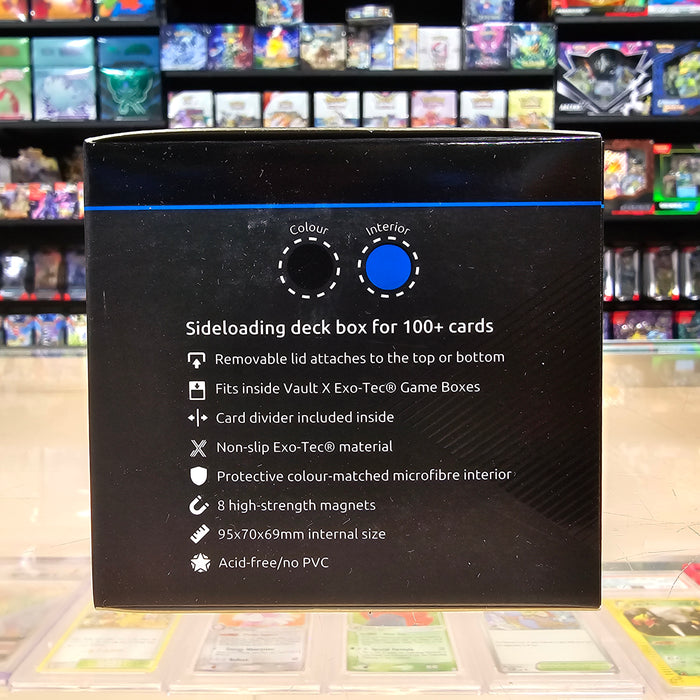 Colour
Interior
Sideloading deck box for 100+ cards
Removable lid attaches to the top or bottom
Fits inside Vault X Exo-Tec® Game Boxes
Card divider included inside
Non-slip Exo-Tec® material
Protective colour-matched microfibre interior
8 high-strength magnets
95x70x69mm internal size
Acid-free/no PVC